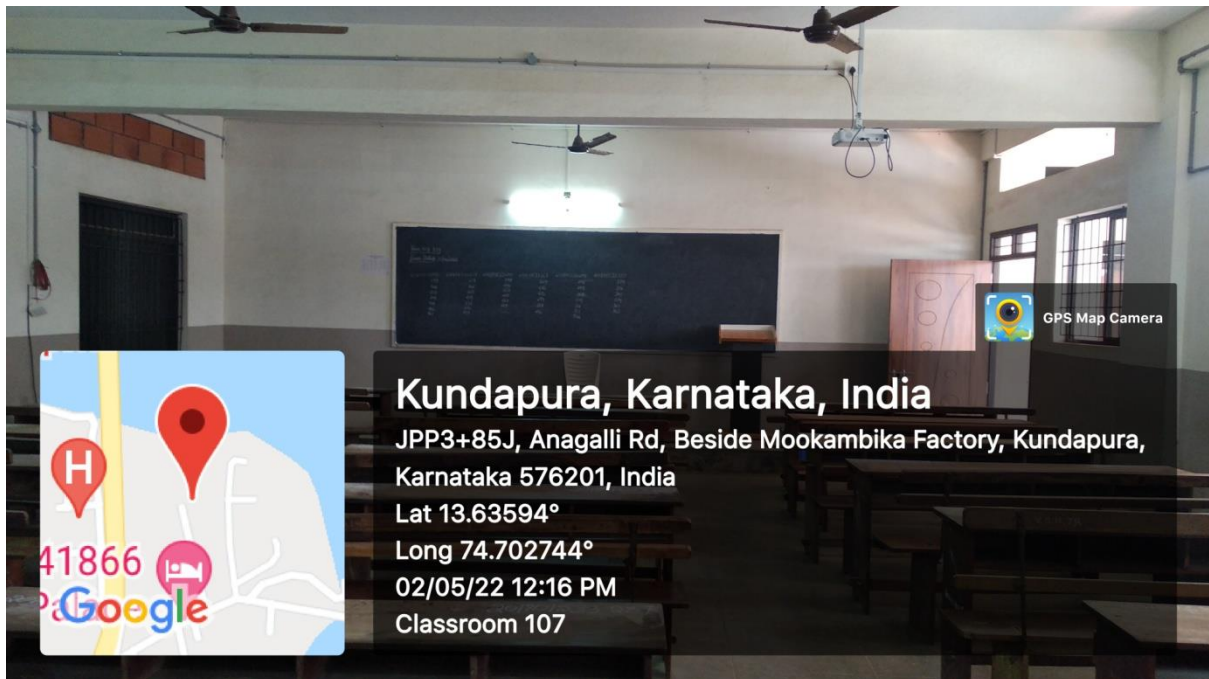 GPS Map Camera
Kundapura, Karnataka, India
JPP3+85J, Anagalli Rd, Beside Mookambika Factory, Kundapura,
Karnataka 576201, India
Lat 13.63594°
Long 74.702744°
02/05/22 12:16 PM
Classroom 107
H
41866
Google